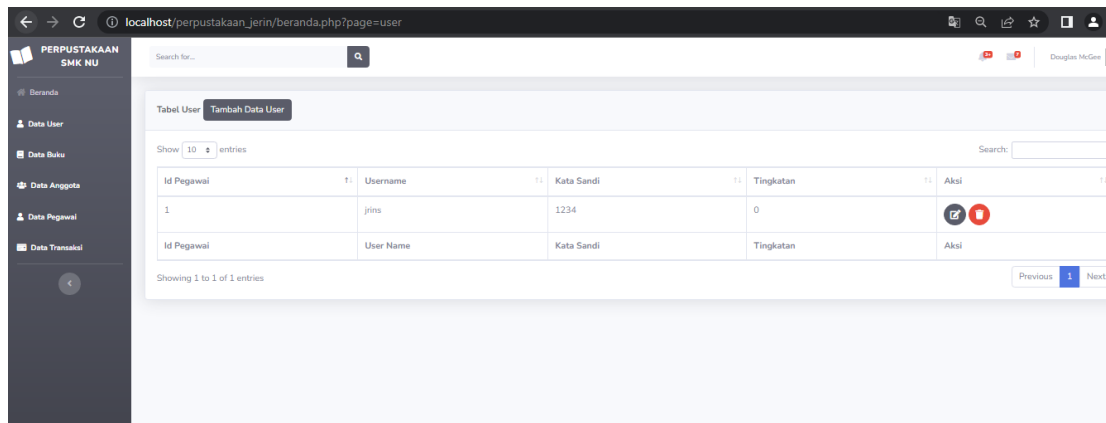 localhost/perpustakaan_jerin/beranda.php?page=user
PERPUSTAKAAN
SMK NU
Search for...
3+
7
Douglas McGee
Beranda
Data User
Data Buku
Data Anggota
Data Pegawai
Data Transaksi
Tabel User Tambah Data User
Show 10 entries
Search:
Id Pegawai Username Kata Sandi Tingkatan Aksi
1 jrins 1234 0
Id Pegawai User Name Kata Sandi Tingkatan Aksi
Showing 1 to 1 of 1 entries
Previous 1 Next